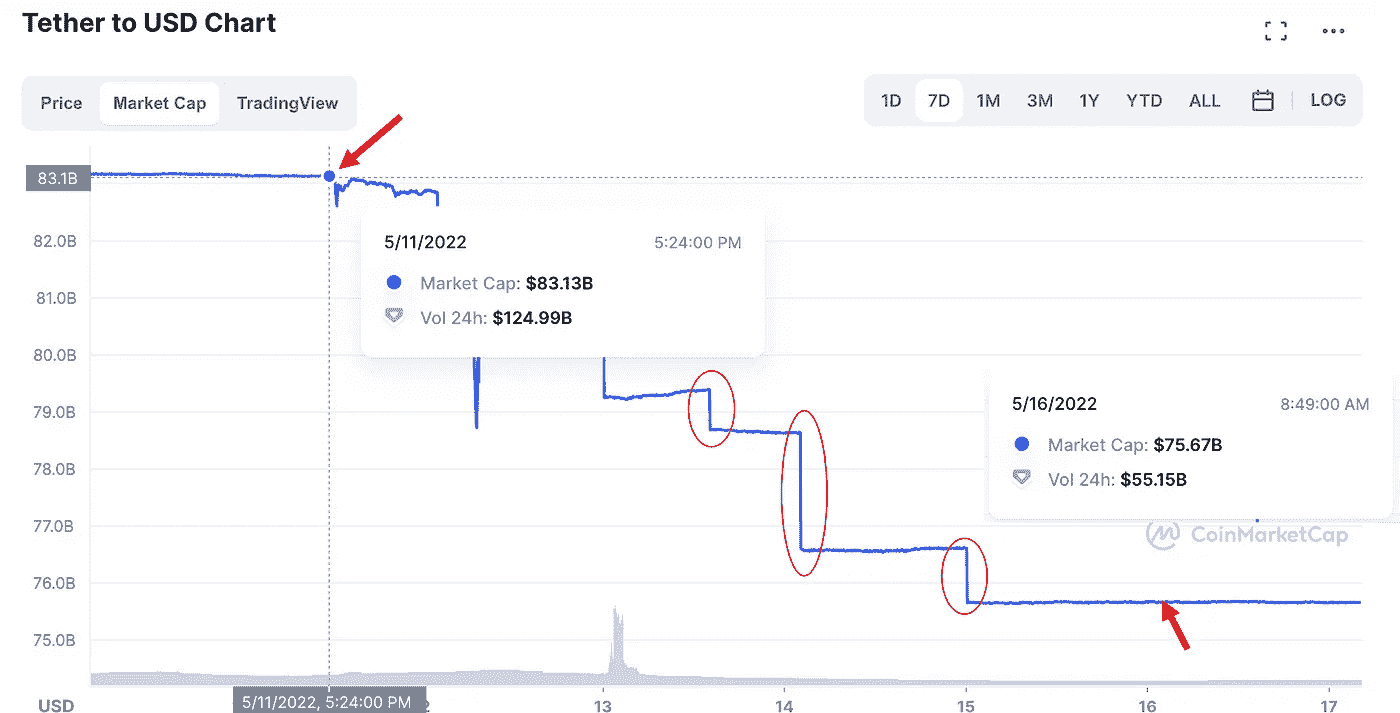 Tether to USD Chart
Price Market Cap TradingView
1D 7D 1M 3M 1Y YTD ALL LOG
83.1B
82.0B
81.0B
80.0B
79.0B
78.0B
77.0B
76.0B
75.0B
5/11/2022 5:24:00 PM
Market Cap: $83.13B
Vol 24h: $124.99B
5/16/2022 8:49:00 AM
Market Cap: $75.67B
Vol 24h: $55.15B
CoinMarketCap
USD 5/11/2022, 5:24:00 PM 13 14 15 16 17